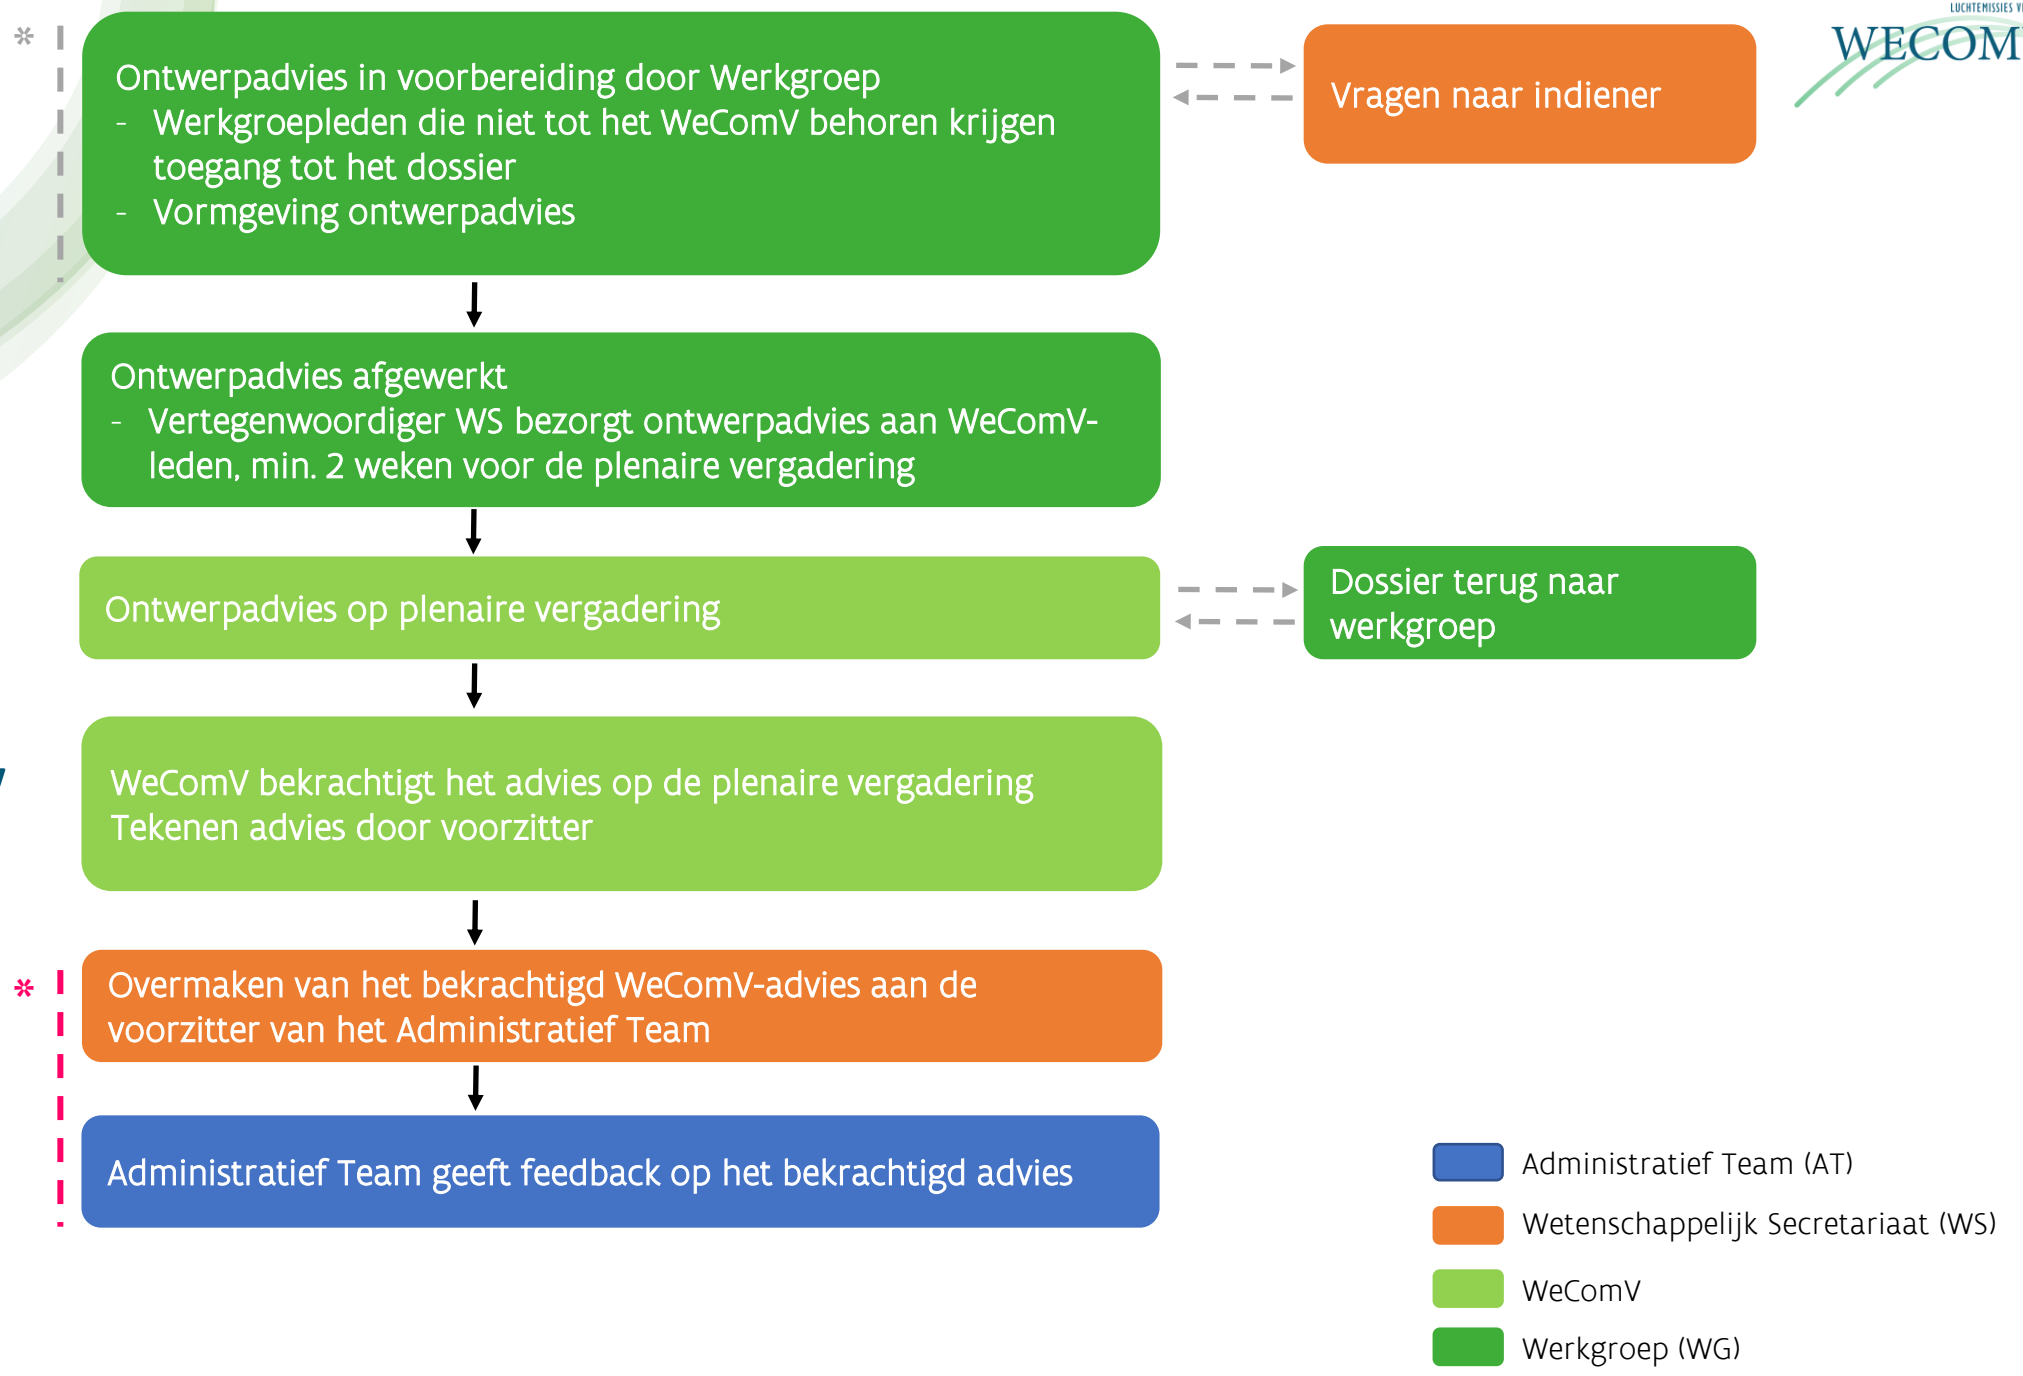 *
Ontwerpadvies in voorbereiding door Werkgroep
- Werkgroepleden die niet tot het WeComV behoren krijgen
toegang tot het dossier
- Vormgeving ontwerpadvies
Vragen naar indiener
LUCHTEMISSIES
WECOM
Ontwerpadvies afgewerkt
- Vertegenwoordiger WS bezorgt ontwerpadvies aan WeComV-
leden, min. 2 weken voor de plenaire vergadering
Ontwerpadvies op plenaire vergadering
Dossier terug naar
werkgroep
WeComV bekrachtigt het advies op de plenaire vergadering
Tekenen advies door voorzitter
*
Overmaken van het bekrachtigd WeComV-advies aan de
voorzitter van het Administratief Team
Administratief Team geeft feedback op het bekrachtigd advies
Administratief Team (AT)
Wetenschappelijk Secretariaat (WS)
WeComV
Werkgroep (WG)